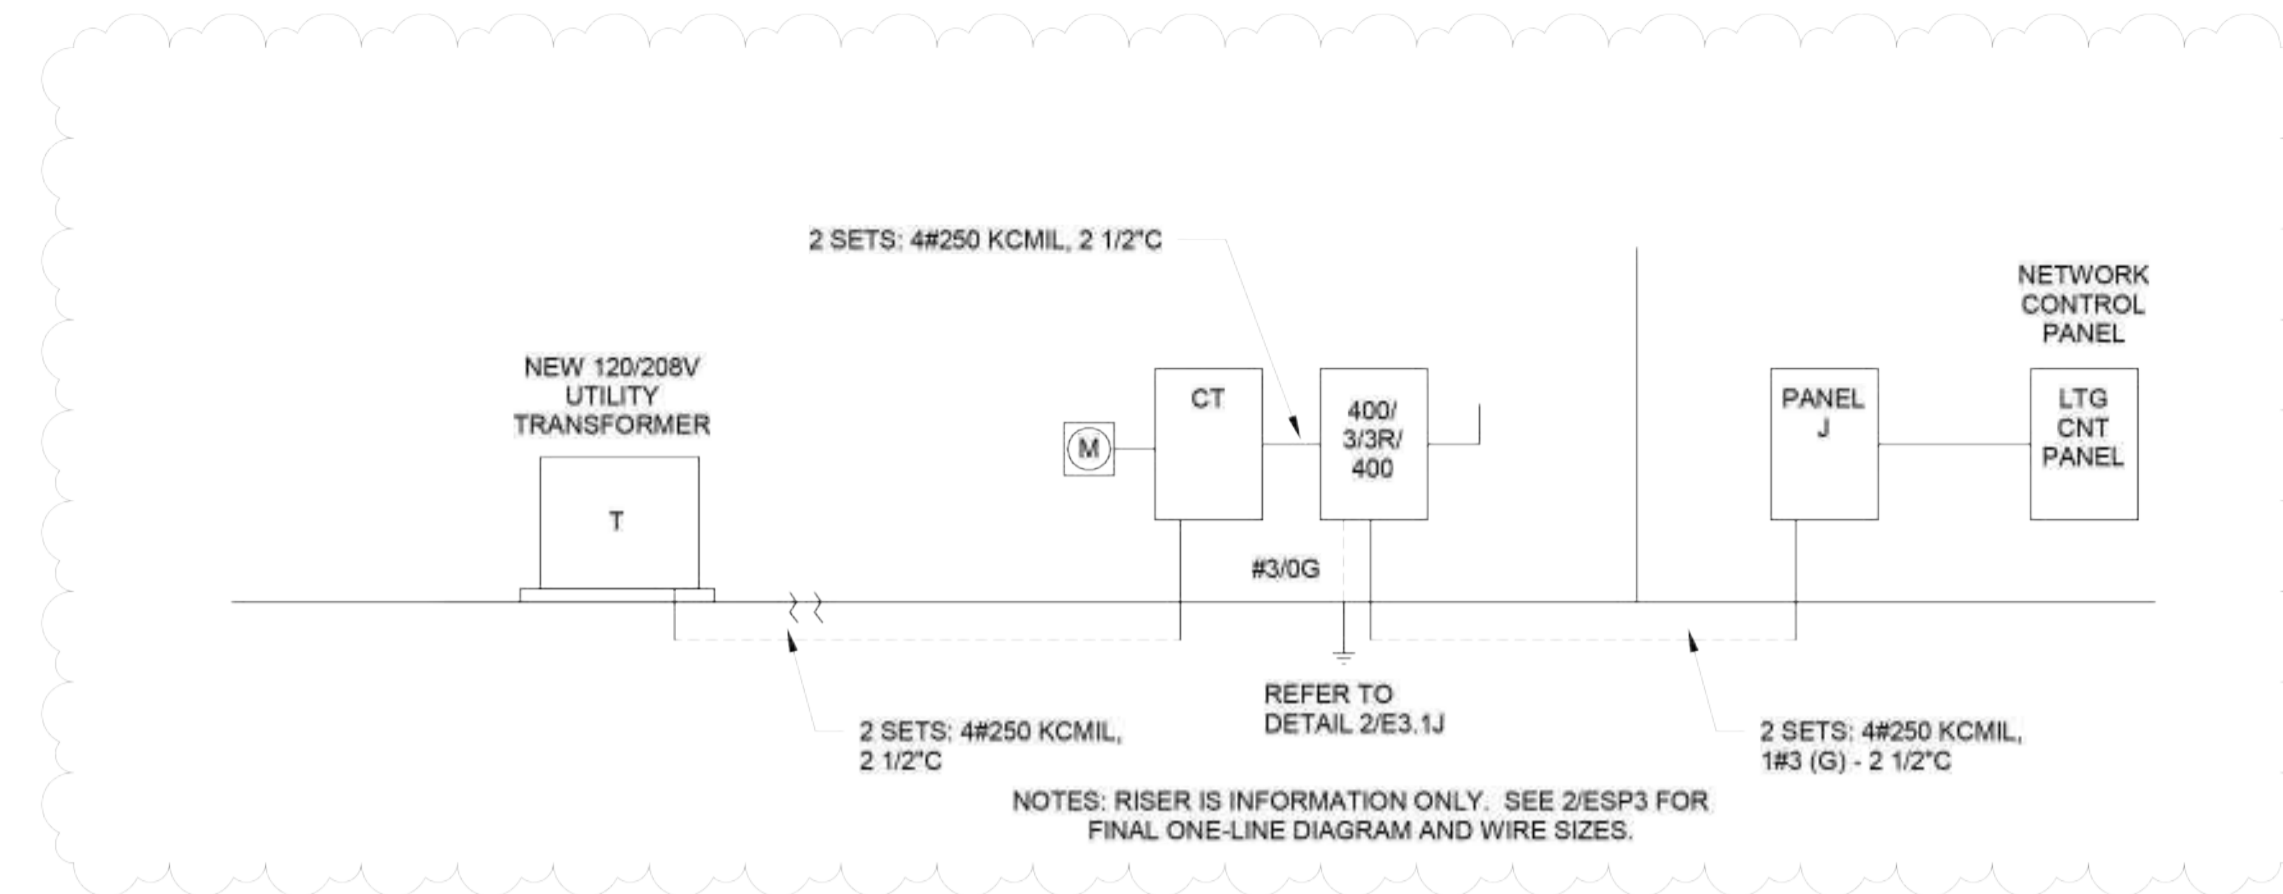 2 SETS: 4#250 KCMIL, 2 1/2"C
NETWORK
CONTROL
PANEL
NEW 120/208V
UTILITY
TRANSFORMER
T
M
CT
400/
3/3R/
400
PANEL
J
LTG
CNT
PANEL
#3/0G
REFER TO
DETAIL 2/E3.1J
2 SETS: 4#250 KCMIL,
2 1/2"C
2 SETS: 4#250 KCMIL,
1#3 (G) - 2 1/2"C
NOTES: RISER IS INFORMATION ONLY. SEE 2/ESP3 FOR
FINAL ONE-LINE DIAGRAM AND WIRE SIZES.